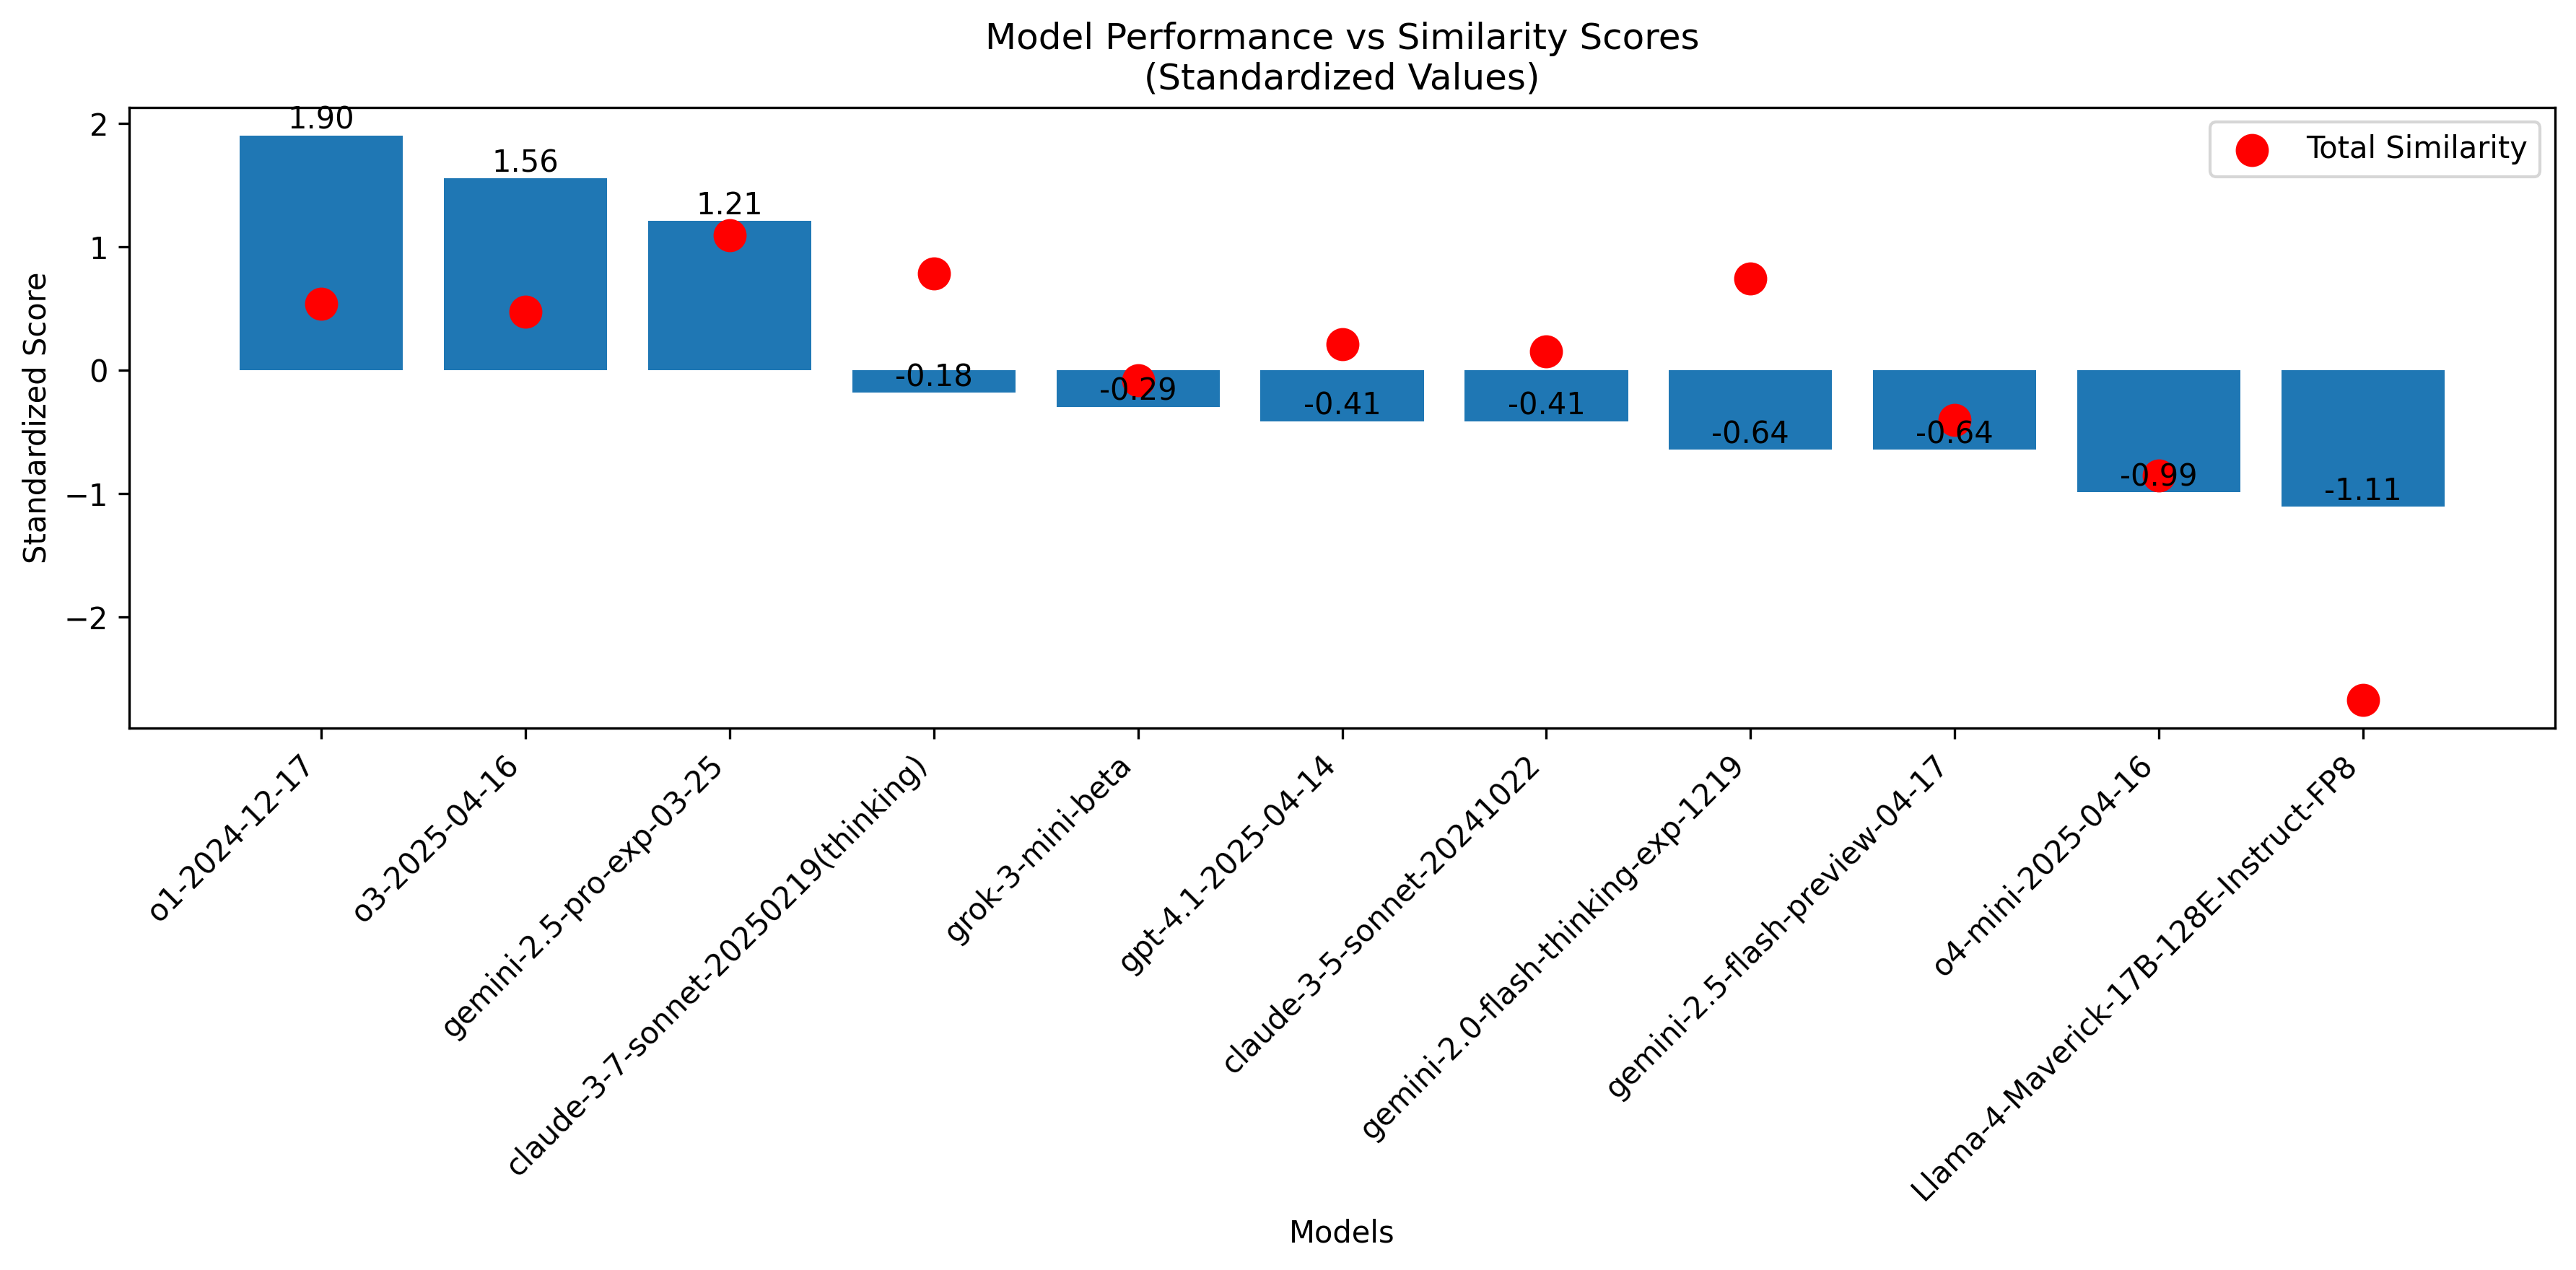 Model Performance vs Similarity Scores
(Standardized Values)
Standardized Score
2
1
0
−1
−2
1.90
1.56
1.21
-0.18
-0.29
-0.41
-0.41
-0.64
-0.64
-0.99
-1.11
Total Similarity
o1-2024-12-17
o3-2025-04-16
gemini-2.5-pro-exp-03-25
claude-3-7-sonnet-20250219(thinking)
grok-3-mini-beta
gpt-4.1-2025-04-14
claude-3-5-sonnet-20241022
gemini-2.0-flash-thinking-exp-1219
gemini-2.5-flash-preview-04-17
o4-mini-2025-04-16
Llama-4-Maverick-17B-128E-Instruct-FP8
Models